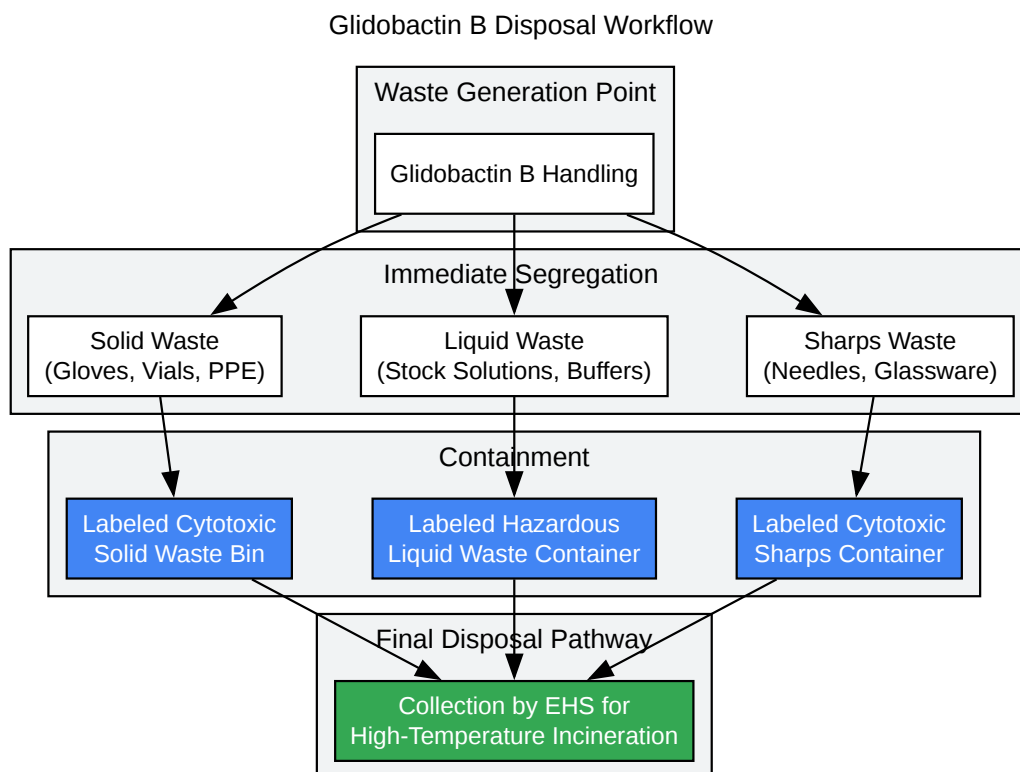 Glidobactin B Disposal Workflow
Waste Generation Point
Glidobactin B Handling
Immediate Segregation
Solid Waste
(Gloves, Vials, PPE)
Liquid Waste
(Stock Solutions, Buffers)
Sharps Waste
(Needles, Glassware)
Containment
Labeled Cytotoxic
Solid Waste Bin
Labeled Hazardous
Liquid Waste Container
Labeled Cytotoxic
Sharps Container
Final Disposal Pathway
Collection by EHS for
High-Temperature Incineration